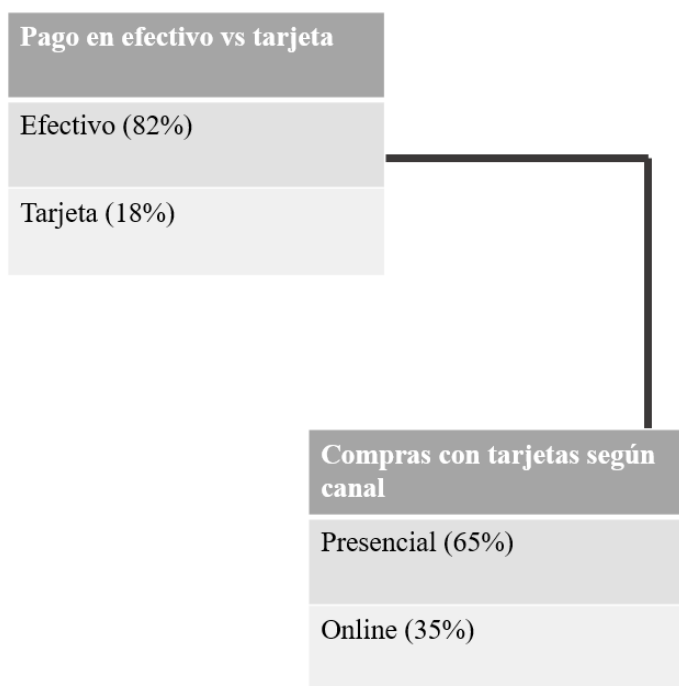 Pago en efectivo vs tarjeta
Efectivo (82%)
Tarjeta (18%)
Compras con tarjetas según
canal
Presencial (65%)
Online (35%)